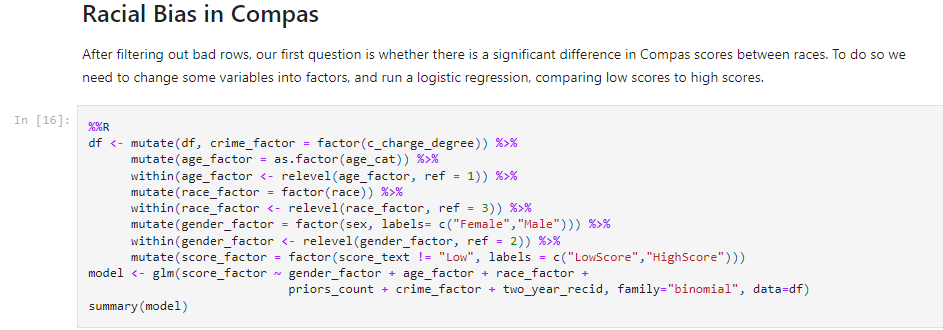 Racial Bias in Compas
After filtering out bad rows, our first question is whether there is a significant difference in Compas scores between races. To do so we
need to change some variables into factors, and run a logistic regression, comparing low scores to high scores.
In [16]:
%%R
df <- mutate(df, crime_factor = factor(c_charge_degree)) %>%
      mutate(age_factor = as.factor(age_cat)) %>%
      within(age_factor <- relevel(age_factor, ref = 1)) %>%
      mutate(race_factor = factor(race)) %>%
      within(race_factor <- relevel(race_factor, ref = 3)) %>%
      mutate(gender_factor = factor(sex, labels= c("Female","Male"))) %>%
      within(gender_factor <- relevel(gender_factor, ref = 2)) %>%
      mutate(score_factor = factor(score_text != "Low", labels = c("LowScore","HighScore")))
model <- glm(score_factor ~ gender_factor + age_factor + race_factor +
                            priors_count + crime_factor + two_year_recid, family="binomial", data=df)
summary(model)